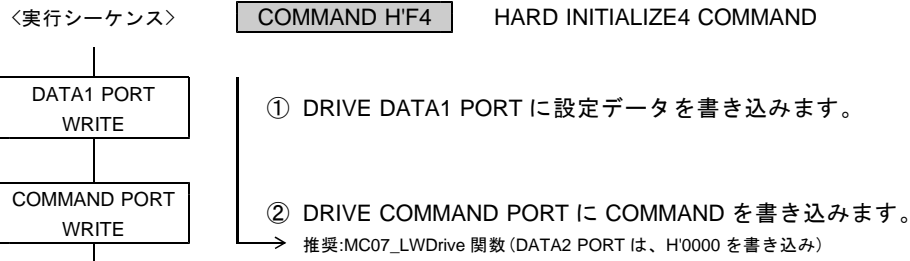 〈実行シーケンス〉 COMMAND H'F4 HARD INITIALIZE4 COMMAND
DATA1 PORT
WRITE
① DRIVE DATA1 PORT に設定データを書き込みます。
COMMAND PORT
WRITE
② DRIVE COMMAND PORT に COMMAND を書き込みます。
推奨:MC07_LWDrive 関数(DATA2 PORT は、H'0000 を書き込み)